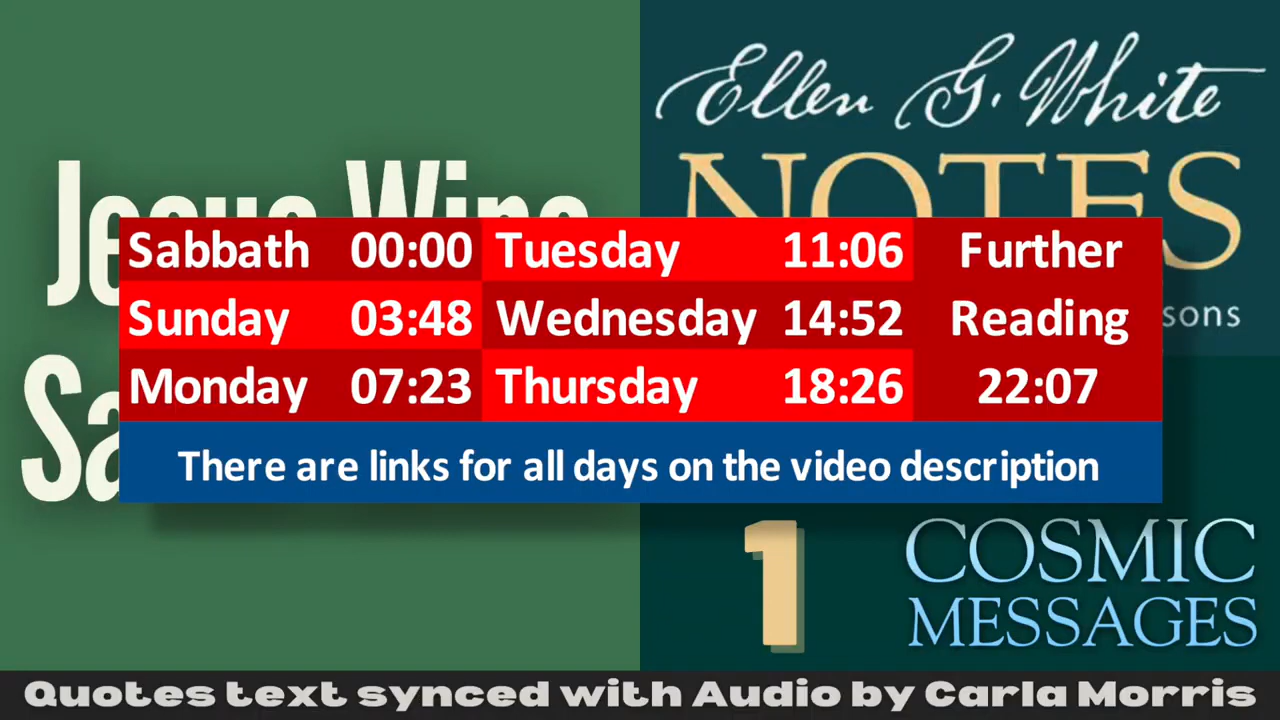 Ellen G. White
NOTES
Jesus Wins
Sabbath 00:00 Tuesday 11:06 Further
Sunday 03:48 Wednesday 14:52 Reading
Monday 07:23 Thursday 18:26 22:07
There are links for all days on the video description
1 COSMIC
MESSAGES
Quotes text synced with Audio by Carla Morris